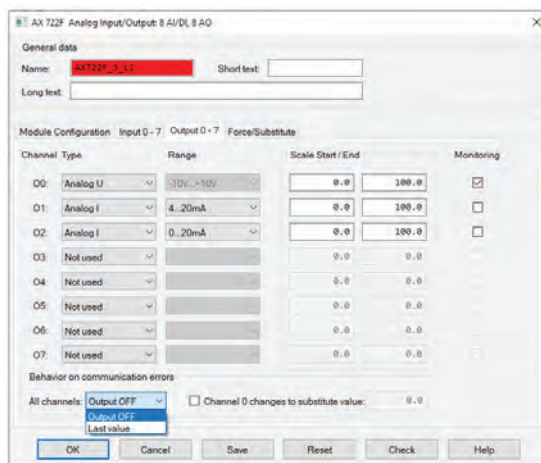 AX 722F Analog Input/Output: 8 AI/DI, 8 AO
General data
Name: AX722F_3_L1 Short text:
Long text:
Module Configuration Input 0 - 7 Output 0 - 7 Force/Substitute
Channel Type Range Scale Start / End Monitoring
O0: Analog U -10V...+10V 0.0 100.0
O1: Analog I 4...20mA 0.0 100.0
O2: Analog I 0...20mA 0.0 100.0
O3: Not used 0.0 0.0
O4: Not used 0.0 0.0
O5: Not used 0.0 0.0
O6: Not used 0.0 0.0
O7: Not used 0.0 0.0
Behavior on communication errors
All channels: Output OFF Channel 0 changes to substitute value: 0.0
Output OFF
Last value
OK Cancel Save Reset Check Help